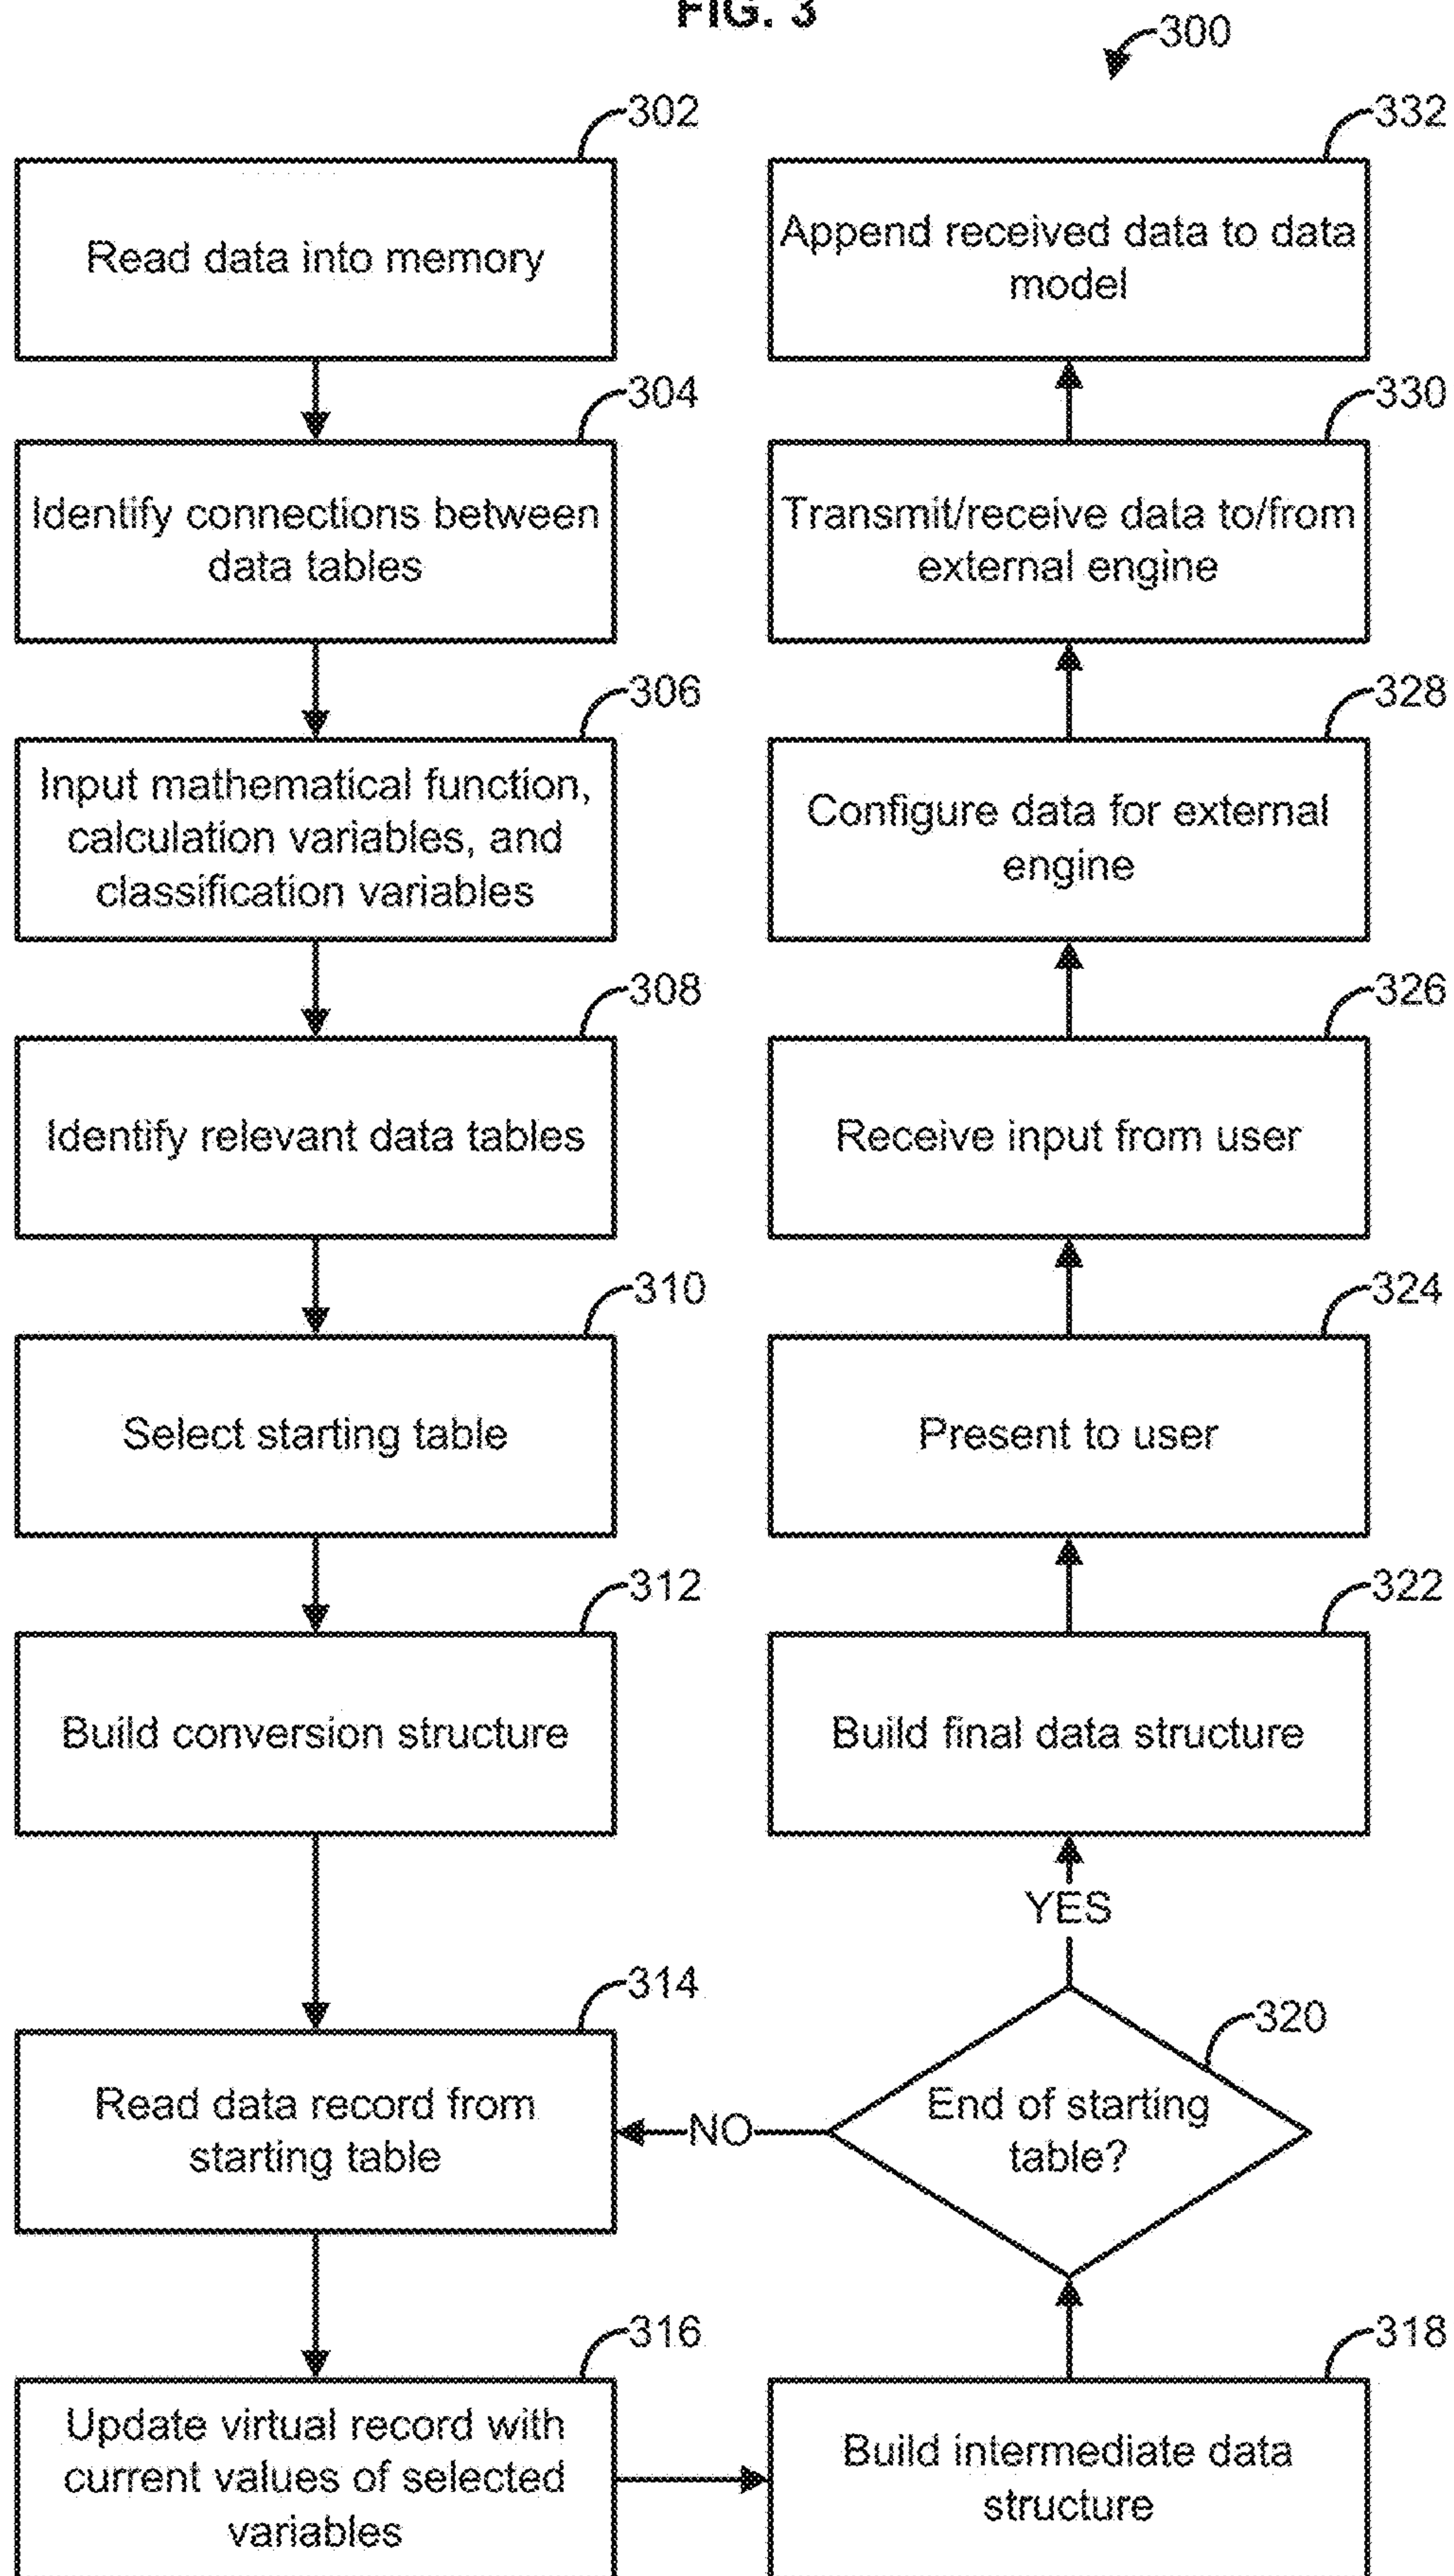 FIG. 3
300
302
Read data into memory
304
Identify connections between
data tables
306
Input mathematical function,
calculation variables, and
classification variables
308
Identify relevant data tables
310
Select starting table
312
Build conversion structure
314
Read data record from
starting table
316
Update virtual record with
current values of selected
variables
318
Build intermediate data
structure
320
End of starting
table?
NO
YES
322
Build final data structure
324
Present to user
326
Receive input from user
328
Configure data for external
engine
330
Transmit/receive data to/from
external engine
332
Append received data to data
model